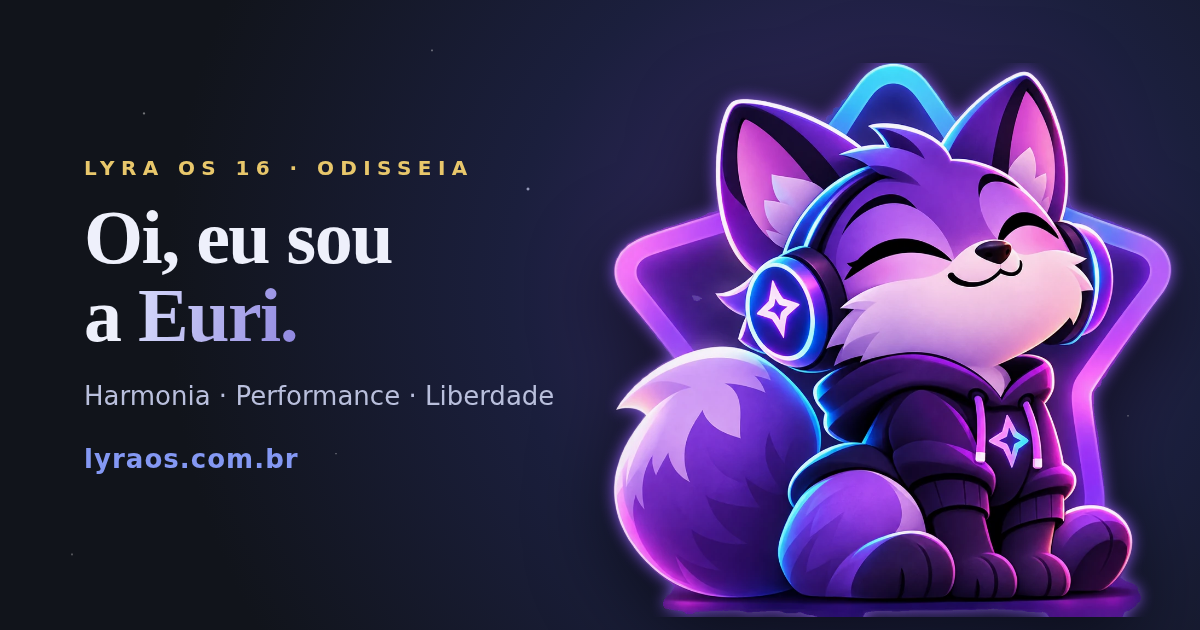 LYRA OS 16 · ODISSEIA
Oi, eu sou
a Euri.
Harmonia · Performance · Liberdade
lyraos.com.br